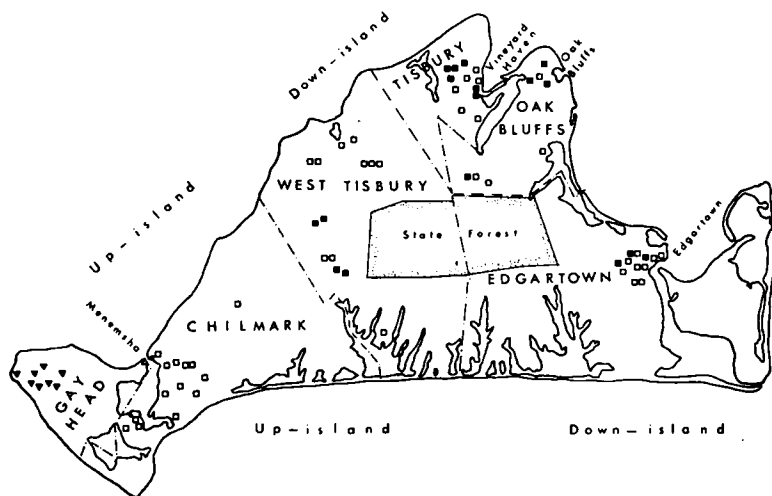 Down–island
TISBURY
Vineyard
Haven
Oak
Bluffs
OAK
BLUFFS
Up–island
WEST TISBURY
State Forest
Edgartown
EDGARTOWN
Menemsha
CHILMARK
GAY
HEAD
Up–island
Down–island